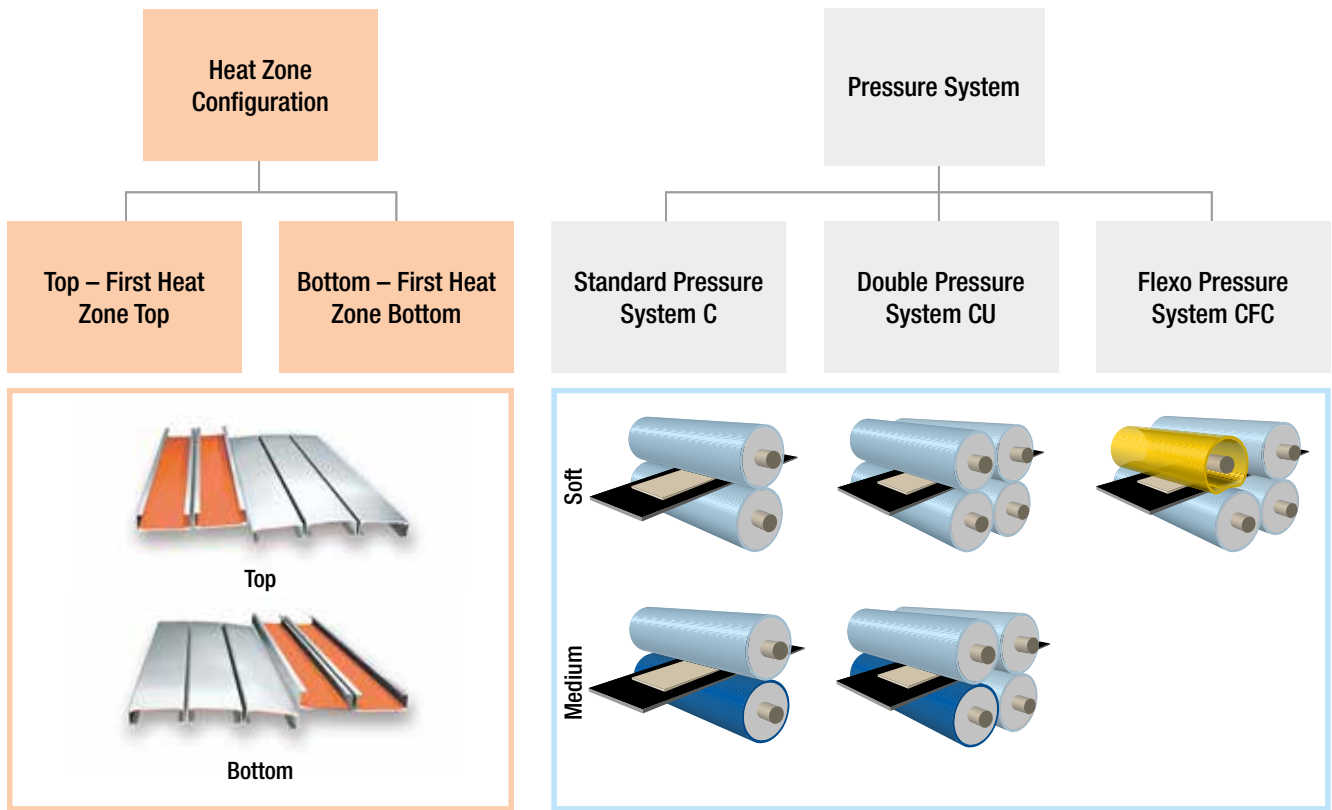 Heat Zone
Configuration
Pressure System
Top – First Heat
Zone Top
Bottom – First Heat
Zone Bottom
Standard Pressure
System C
Double Pressure
System CU
Flexo Pressure
System CFC
Top
Bottom
Soft
Medium